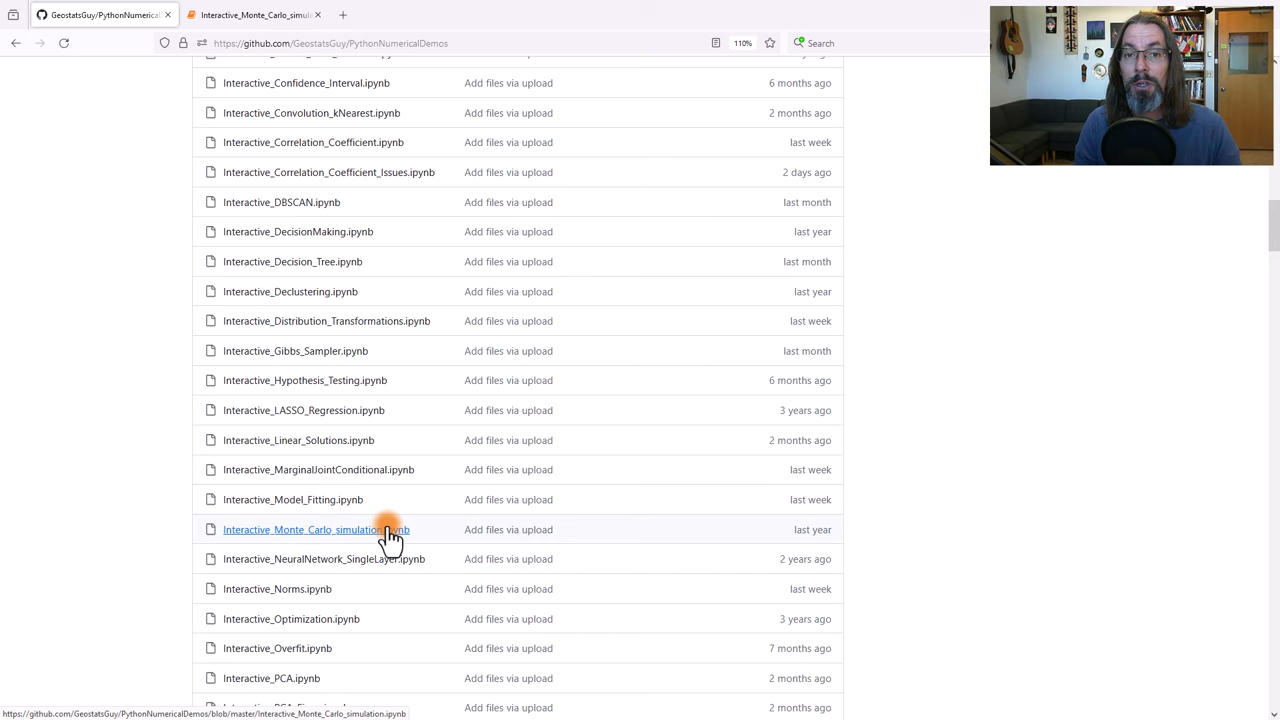 GeostatsGuy/PythonNumerical
Interactive_Monte_Carlo_simul
https://github.com/GeostatsGuy/PythonNumericalDemos
110%
Search
Interactive_Confidence_Interval.ipynb Add files via upload 6 months ago
Interactive_Convolution_kNearest.ipynb Add files via upload 2 months ago
Interactive_Correlation_Coefficient.ipynb Add files via upload last week
Interactive_Correlation_Coefficient_Issues.ipynb Add files via upload 2 days ago
Interactive_DBSCAN.ipynb Add files via upload last month
Interactive_DecisionMaking.ipynb Add files via upload last year
Interactive_Decision_Tree.ipynb Add files via upload last month
Interactive_Declustering.ipynb Add files via upload last year
Interactive_Distribution_Transformations.ipynb Add files via upload last week
Interactive_Gibbs_Sampler.ipynb Add files via upload last month
Interactive_Hypothesis_Testing.ipynb Add files via upload 6 months ago
Interactive_LASSO_Regression.ipynb Add files via upload 3 years ago
Interactive_Linear_Solutions.ipynb Add files via upload 2 months ago
Interactive_MarginalJointConditional.ipynb Add files via upload last week
Interactive_Model_Fitting.ipynb Add files via upload last week
Interactive_Monte_Carlo_simulation.ipynb Add files via upload last year
Interactive_NeuralNetwork_SingleLayer.ipynb Add files via upload 2 years ago
Interactive_Norms.ipynb Add files via upload last week
Interactive_Optimization.ipynb Add files via upload 3 years ago
Interactive_Overfit.ipynb Add files via upload 7 months ago
Interactive_PCA.ipynb Add files via upload 2 months ago
Add files via upload 2 months ago
https://github.com/GeostatsGuy/PythonNumericalDemos/blob/master/Interactive_Monte_Carlo_simulation.ipynb